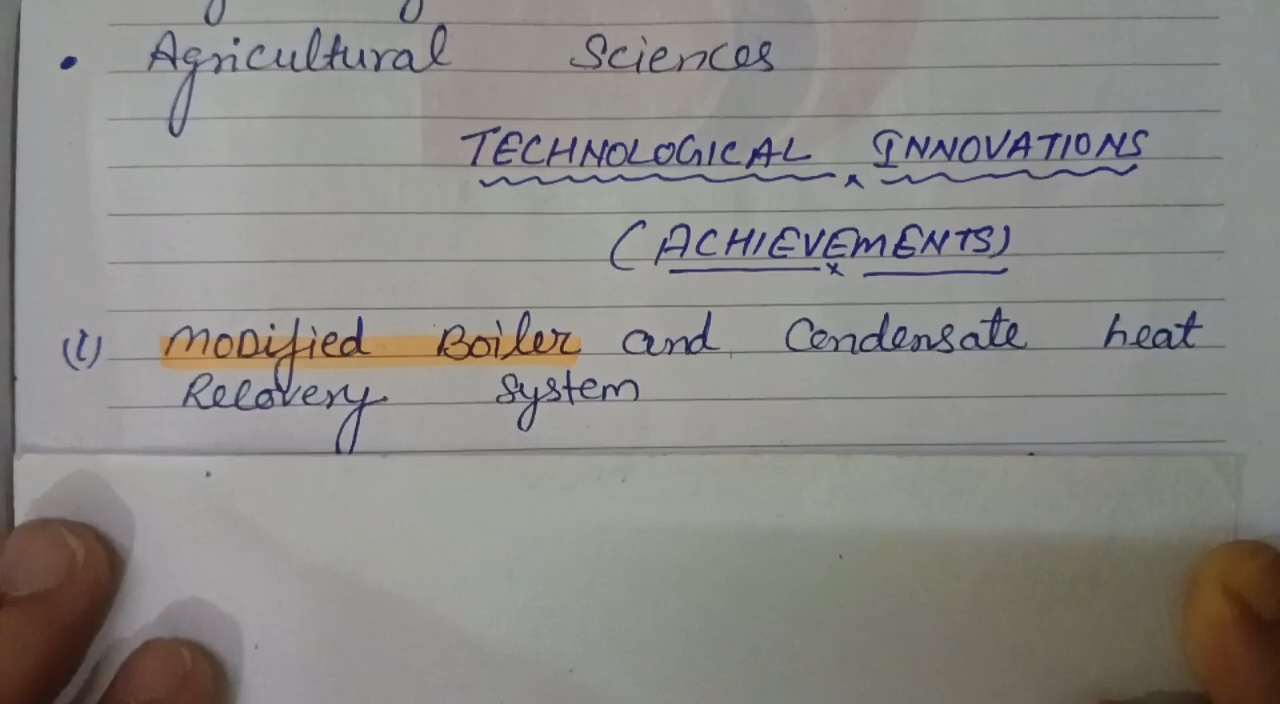 • Agricultural Sciences
TECHNOLOGICAL INNOVATIONS
(ACHIEVEMENTS)
(i) Modified Boiler and Condensate heat
Recovery System